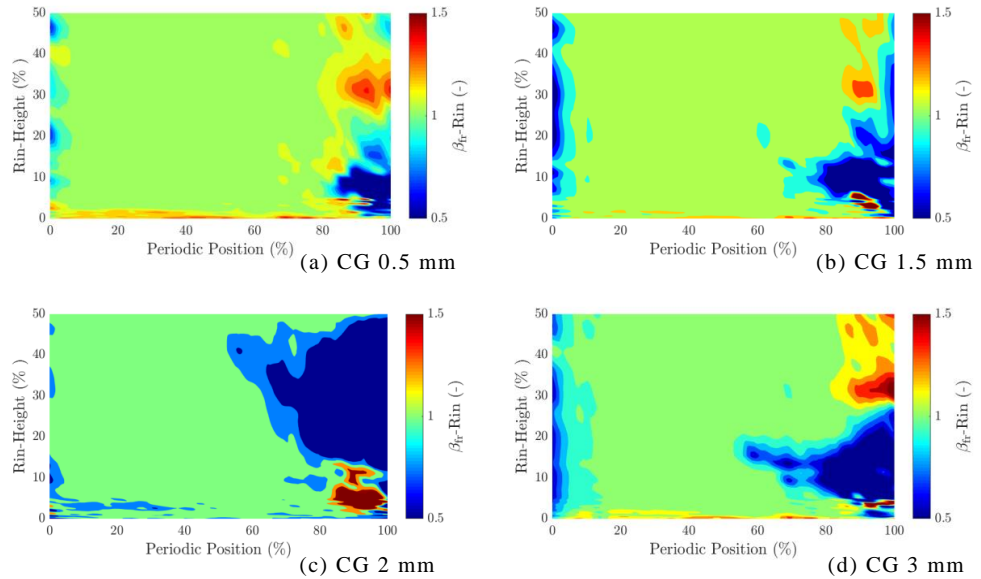 50
40
30
20
10
0
0 20 40 60 80 100
Rin-Height (% )
Periodic Position (%)
1.5
1
0.5
βfr-Rin (-)
(a) CG 0.5 mm
50
40
30
20
10
0
0 20 40 60 80 100
Rin-Height (% )
Periodic Position (%)
1.5
1
0.5
βfr-Rin (-)
(b) CG 1.5 mm
50
40
30
20
10
0
0 20 40 60 80 100
Rin-Height (% )
Periodic Position (%)
1.5
1
0.5
βfr-Rin (-)
(c) CG 2 mm
50
40
30
20
10
0
0 20 40 60 80 100
Rin-Height (% )
Periodic Position (%)
1.5
1
0.5
βfr-Rin (-)
(d) CG 3 mm